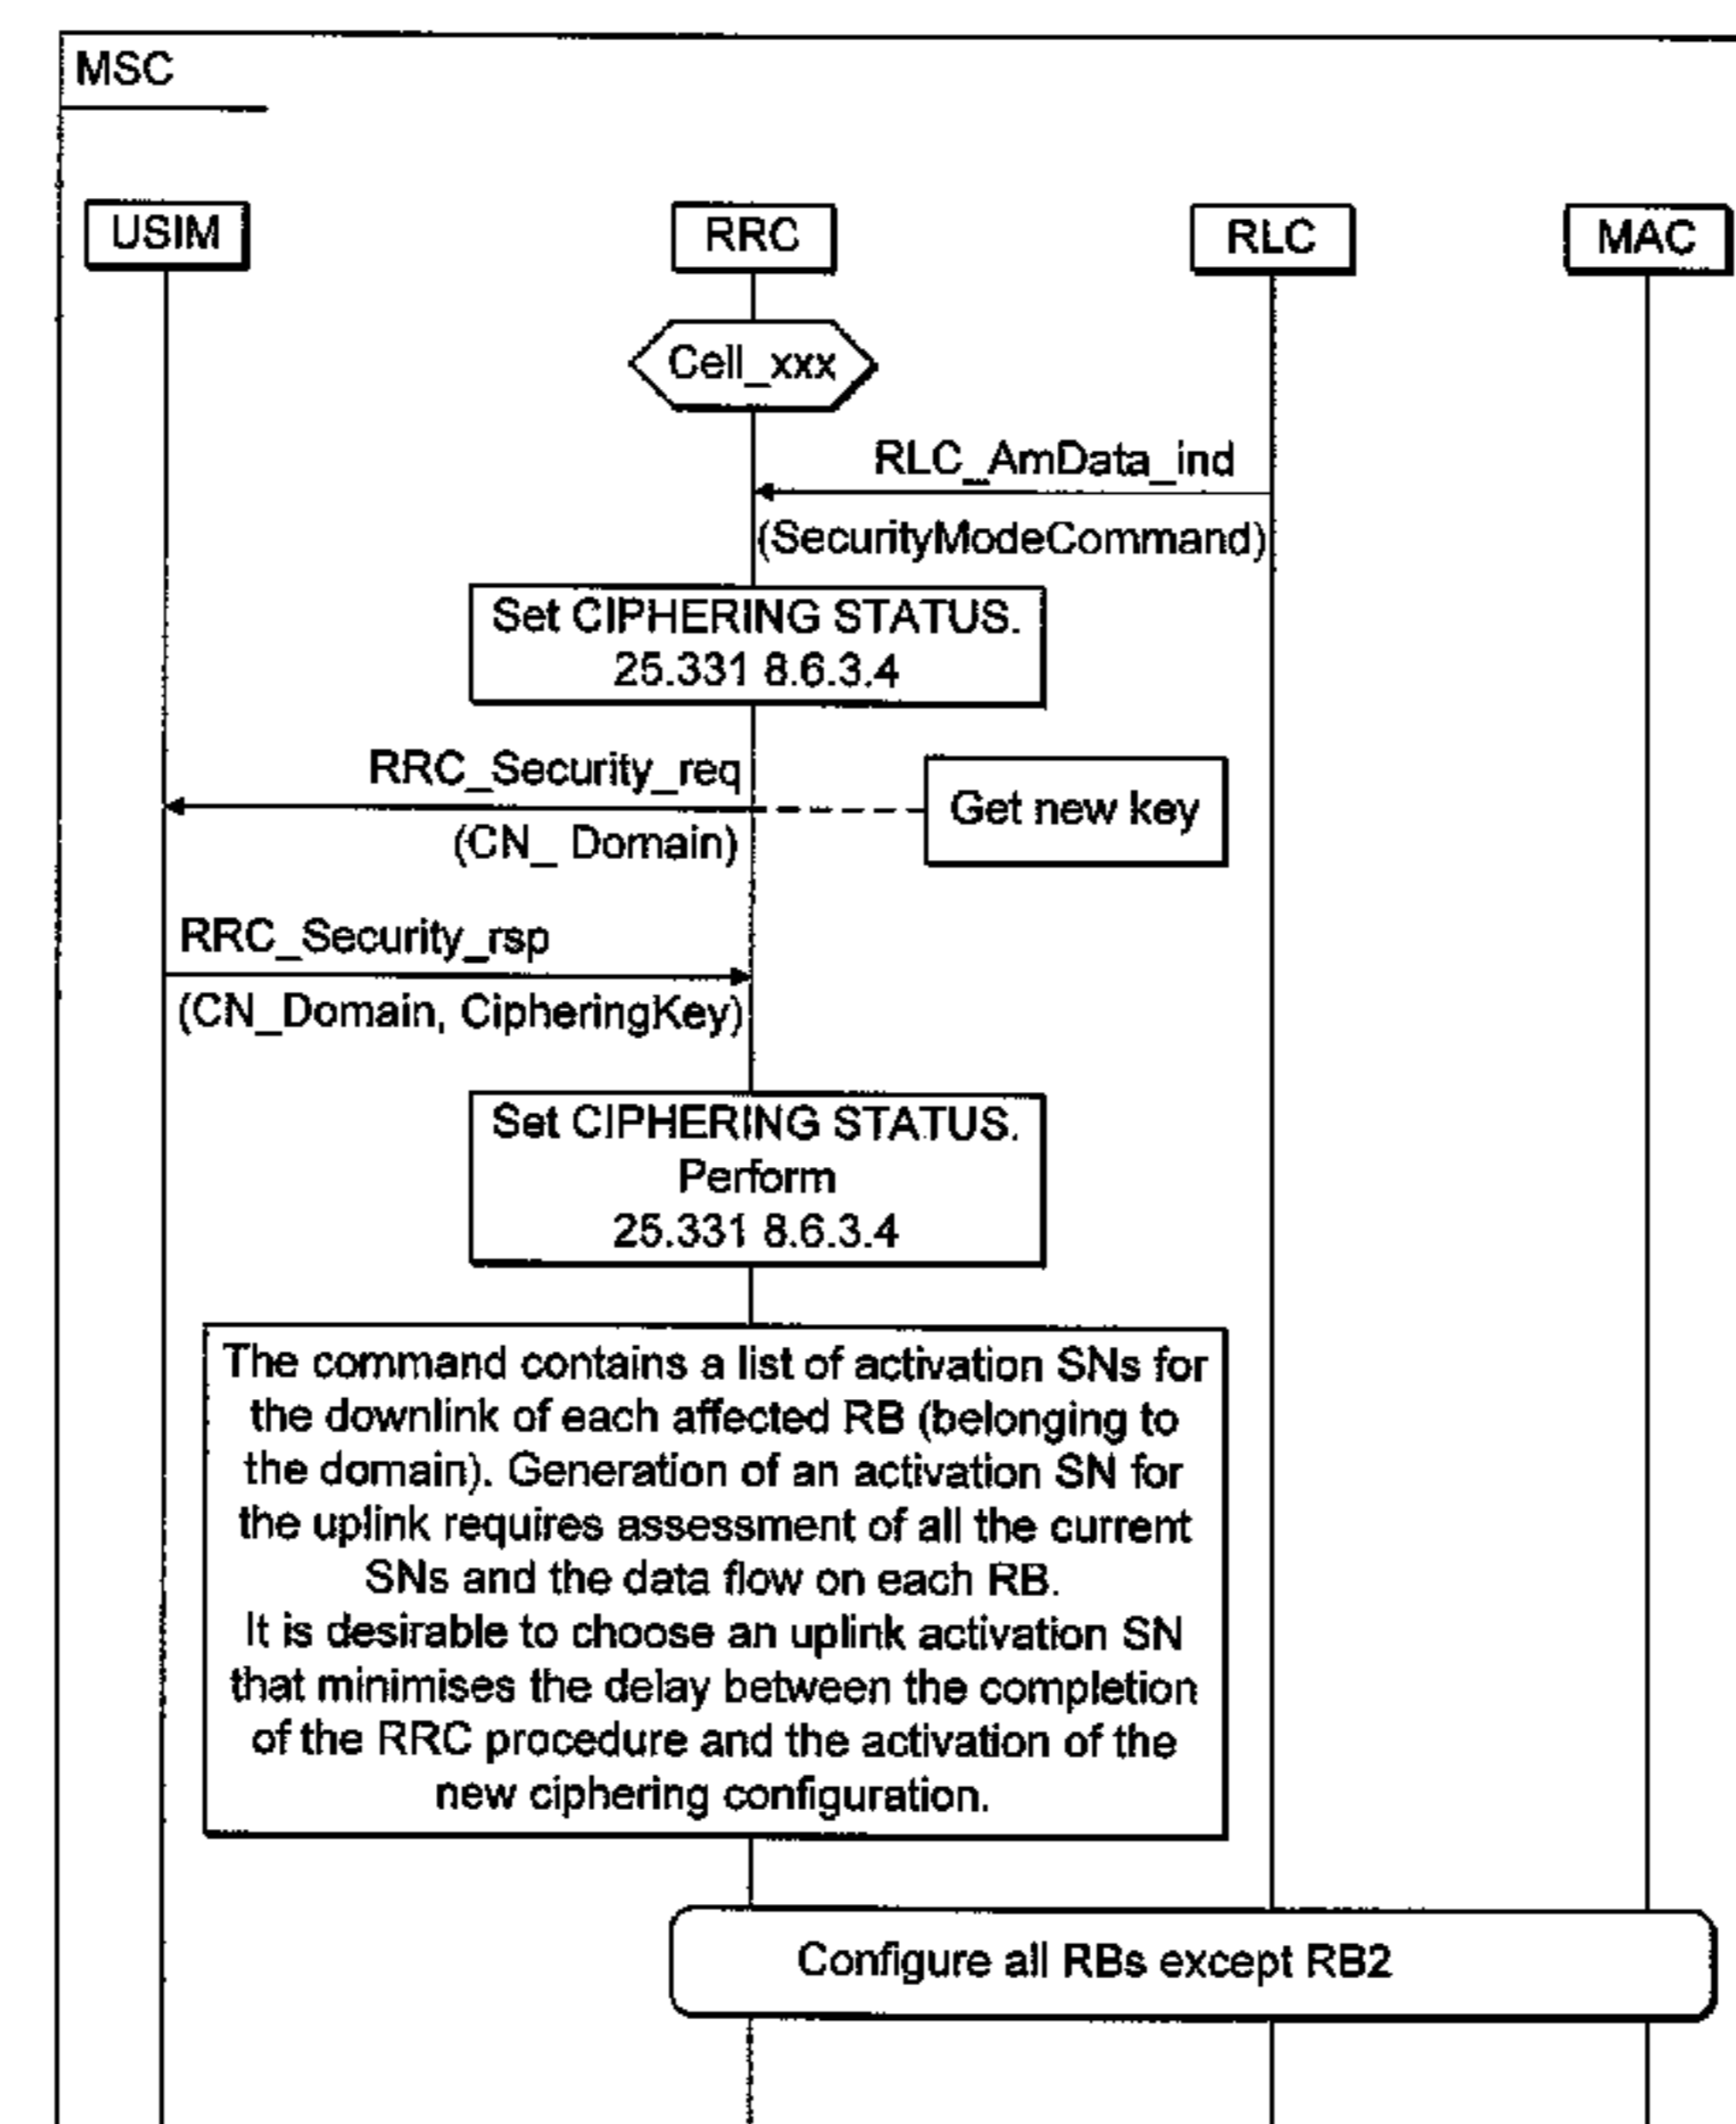 MSC
USIM
RRC
RLC
MAC
Cell_xxx
RLC_AmData_ind
(SecurityModeCommand)
Set CIPHERING STATUS.
25.331 8.6.3.4
RRC_Security_req
(CN_ Domain)
Get new key
RRC_Security_rsp
(CN_Domain, CipheringKey)
Set CIPHERING STATUS.
Perform
25.331 8.6.3.4
The command contains a list of activation SNs for
the downlink of each affected RB (belonging to
the domain). Generation of an activation SN for
the uplink requires assessment of all the current
SNs and the data flow on each RB.
It is desirable to choose an uplink activation SN
that minimises the delay between the completion
of the RRC procedure and the activation of the
new ciphering configuration.
Configure all RBs except RB2